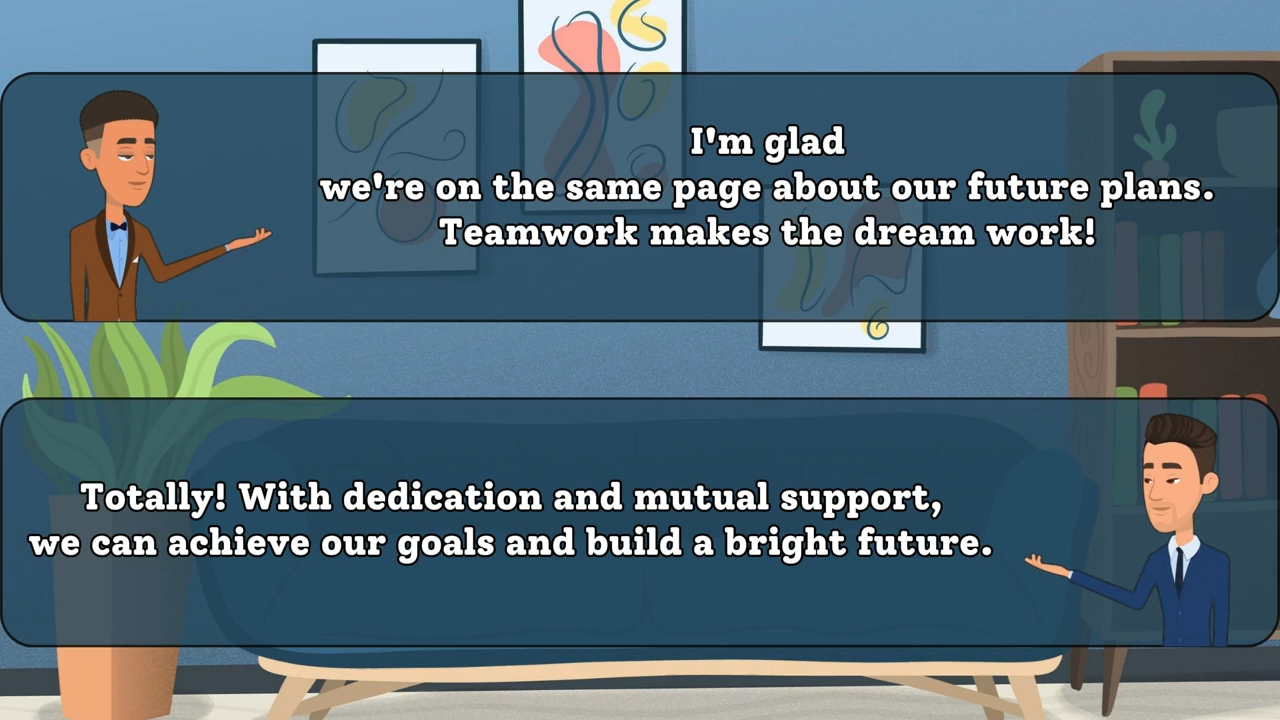 I'm glad
we're on the same page about our future plans.
Teamwork makes the dream work!
Totally! With dedication and mutual support,
we can achieve our goals and build a bright future.